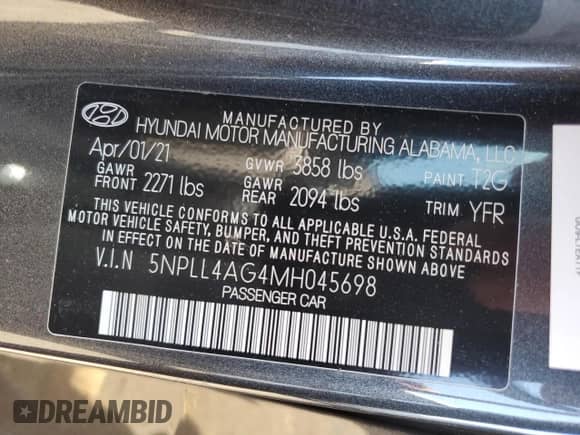 MANUFACTURED BY
HYUNDAI MOTOR MANUFACTURING ALABAMA, LLC
Apr/01/21 GVWR 3858 lbs PAINT T2G
GAWR FRONT 2271 lbs GAWR REAR 2094 lbs TRIM YFR
THIS VEHICLE CONFORMS TO ALL APPLICABLE U.S.A. FEDERAL
MOTOR VEHICLE SAFETY, BUMPER, AND THEFT PREVENTION STANDARDS
IN EFFECT ON THE DATE OF MANUFACTURE SHOWN ABOVE.
V.I.N 5NPLL4AG4MH045698
PASSENGER CAR
DREAMBID